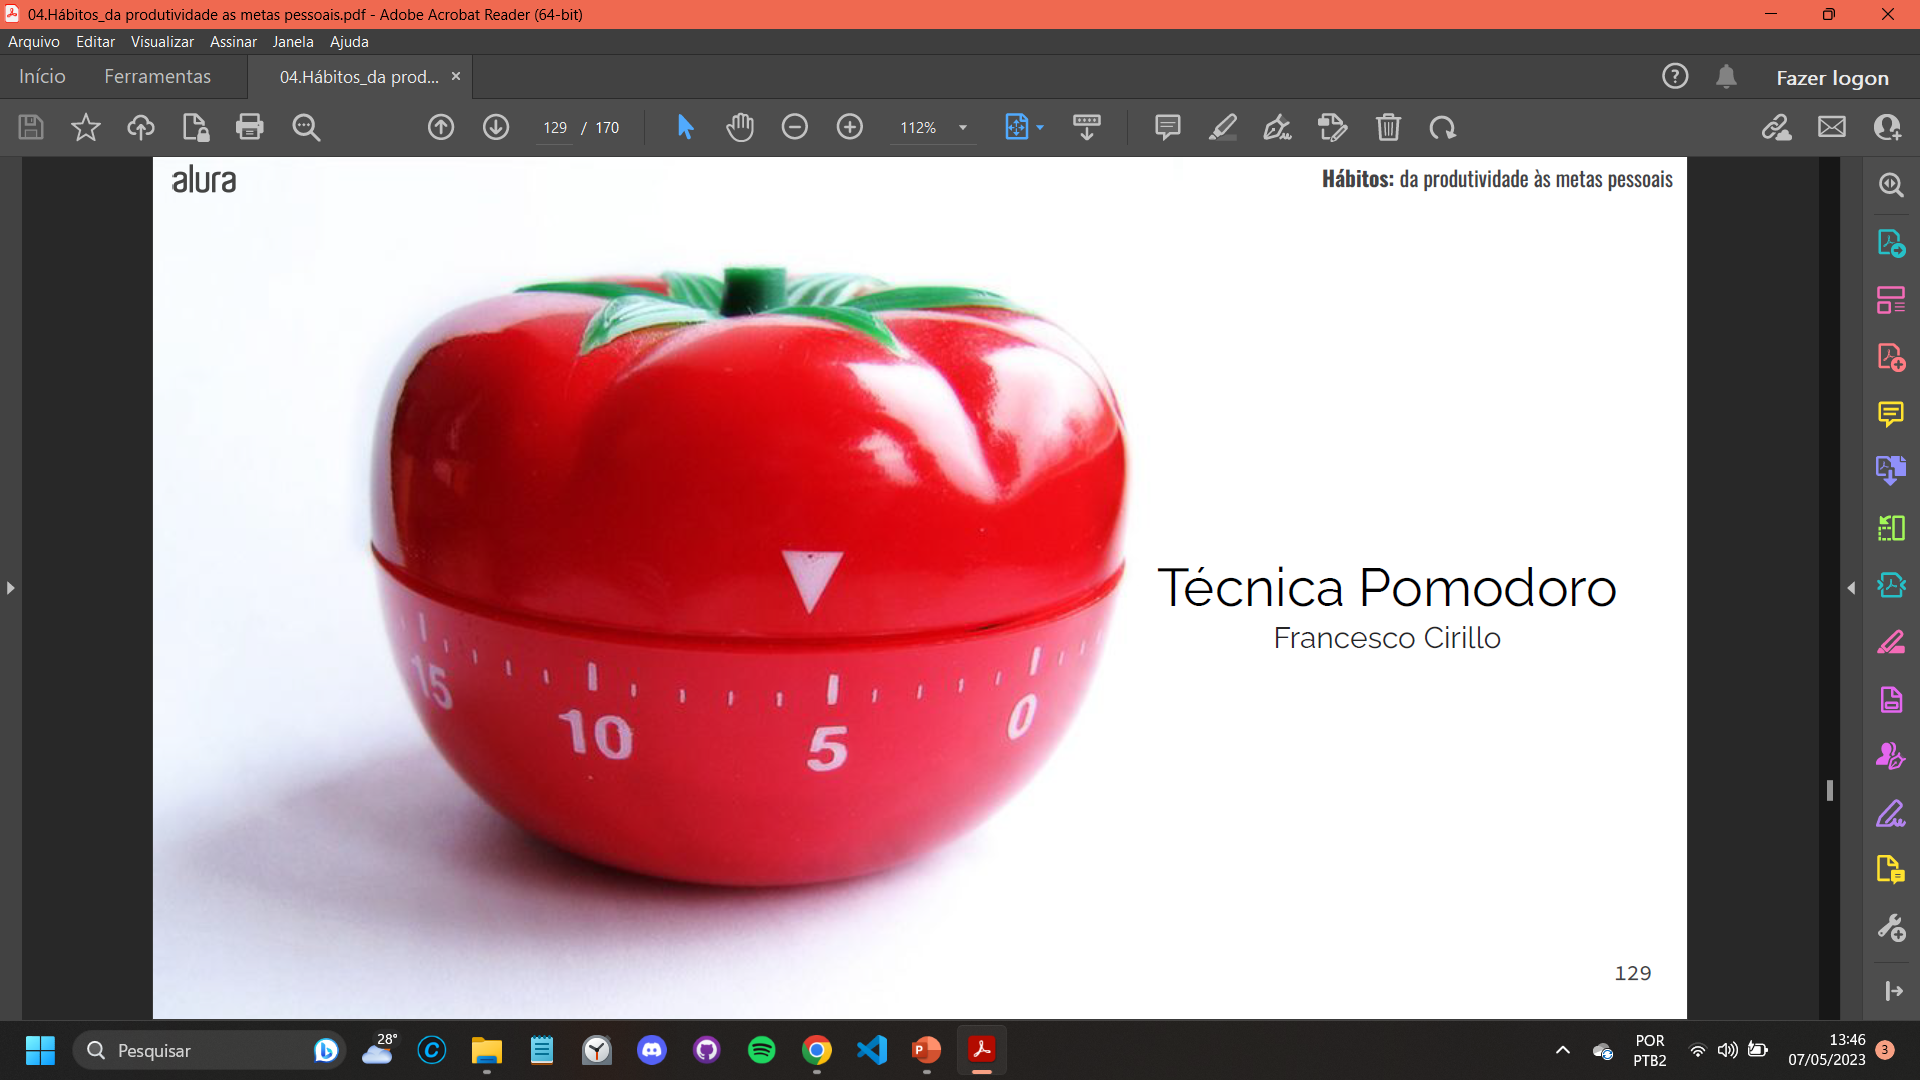 04.Hábitos_da produtividade as metas pessoais.pdf - Adobe Acrobat Reader (64-bit)
Arquivo Editar Visualizar Assinar Janela Ajuda
Início Ferramentas 04.Hábitos_da prod... Fazer logon
129 / 170 112%
alura
Hábitos: da produtividade às metas pessoais
Técnica Pomodoro
Francesco Cirillo
15 10 5 0
129
Pesquisar 28° POR 13:46
PTB2 07/05/2023 3